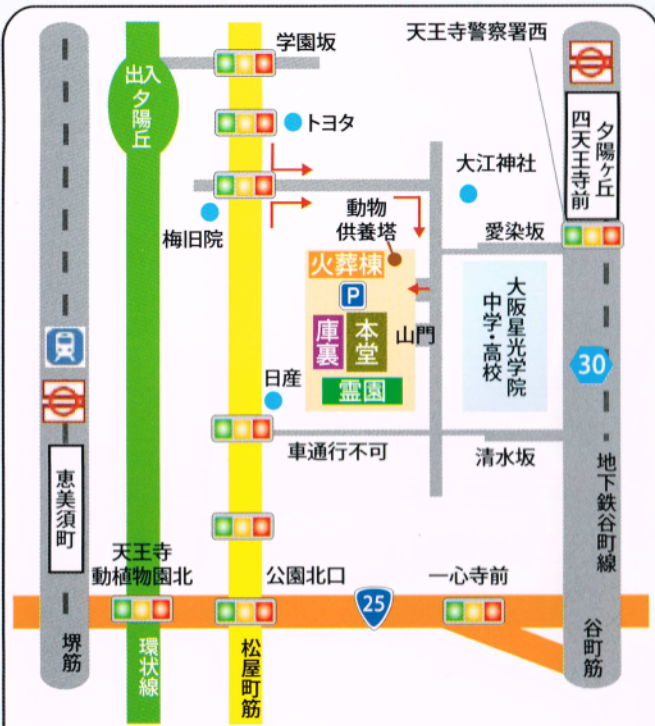 天王寺警察署西
学園坂
出入
夕陽丘
トヨタ
夕陽ヶ丘
四天王寺前
大江神社
動物
供養塔
梅旧院
愛染坂
火葬棟
P
大阪星光学院
中学・高校
庫裏
本堂
山門
30
日産
霊園
車通行不可
清水坂
恵美須町
地下鉄谷町線
天王寺
動植物園北
公園北口
一心寺前
25
堺筋
環状線
松屋町筋
谷町筋